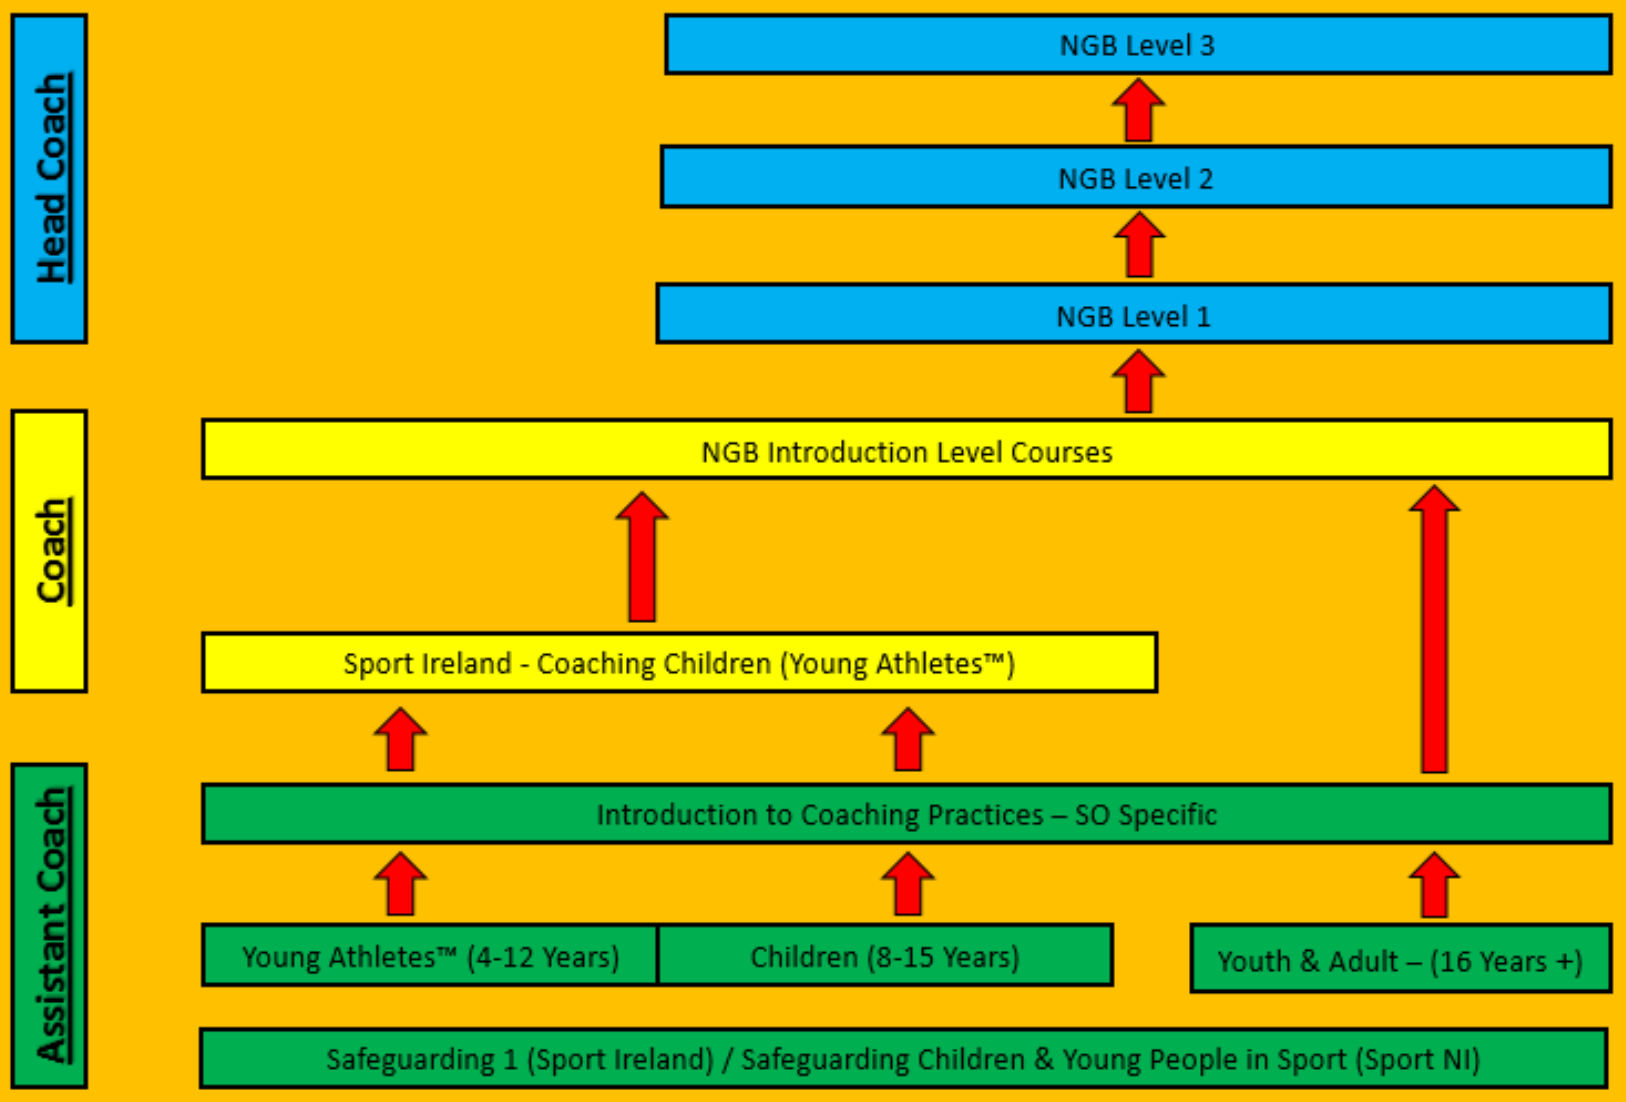 Head Coach
NGB Level 3
NGB Level 2
NGB Level 1
Coach
NGB Introduction Level Courses
Sport Ireland - Coaching Children (Young Athletes™)
Assistant Coach
Introduction to Coaching Practices – SO Specific
Young Athletes™ (4-12 Years)
Children (8-15 Years)
Youth & Adult – (16 Years +)
Safeguarding 1 (Sport Ireland) / Safeguarding Children & Young People in Sport (Sport NI)